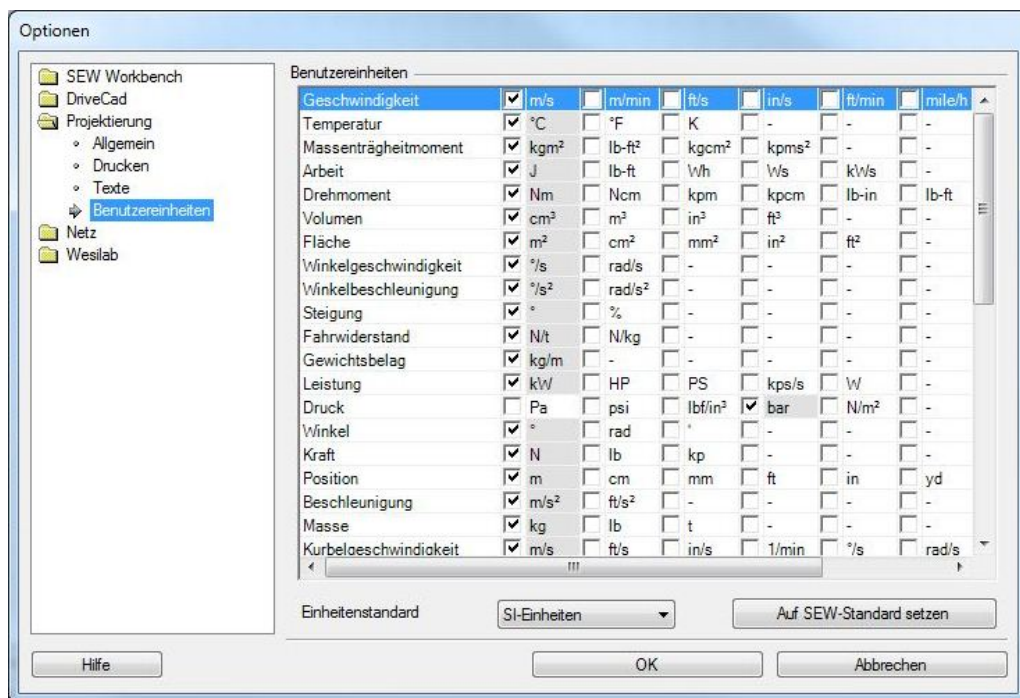 Optionen
SEW Workbench
DriveCad
Projektierung
Allgemein
Drucken
Texte
Benutzereinheiten
Netz
Wesilab
Benutzereinheiten
Geschwindigkeit m/s m/min ft/s in/s ft/min mile/h
Temperatur °C °F K - - -
Massenträgheitmoment kgm² lb-ft² kgcm² kpms² - -
Arbeit J lb-ft Wh Ws kWs -
Drehmoment Nm Ncm kpm kpcm lb-in lb-ft
Volumen cm³ m³ in³ ft³ - -
Fläche m² cm² mm² in² ft² -
Winkelgeschwindigkeit °/s rad/s - - - -
Winkelbeschleunigung °/s² rad/s² - - - -
Steigung ° % - - - -
Fahrwiderstand N/t N/kg - - - -
Gewichtsbelag kg/m - - - - -
Leistung kW HP PS kps/s W -
Druck Pa psi lbf/in³ bar N/m² -
Winkel ° rad ' - - -
Kraft N lb kp - - -
Position m cm mm ft in yd
Beschleunigung m/s² ft/s² - - - -
Masse kg lb t - - -
Kurbelgeschwindigkeit m/s ft/s in/s 1/min °/s rad/s
Einheitenstandard SI-Einheiten Auf SEW-Standard setzen
Hilfe OK Abbrechen